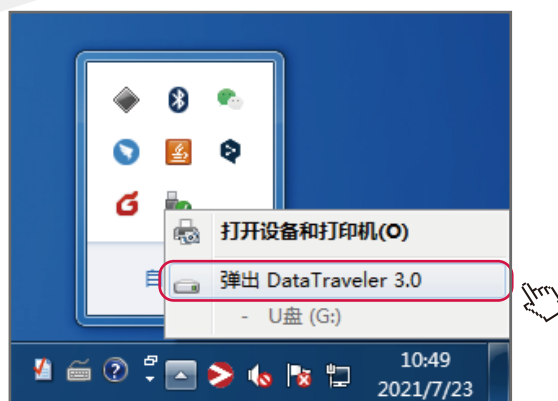 打开设备和打印机(O)
弹出 DataTraveler 3.0
- U盘 (G:)
自
10:49
2021/7/23